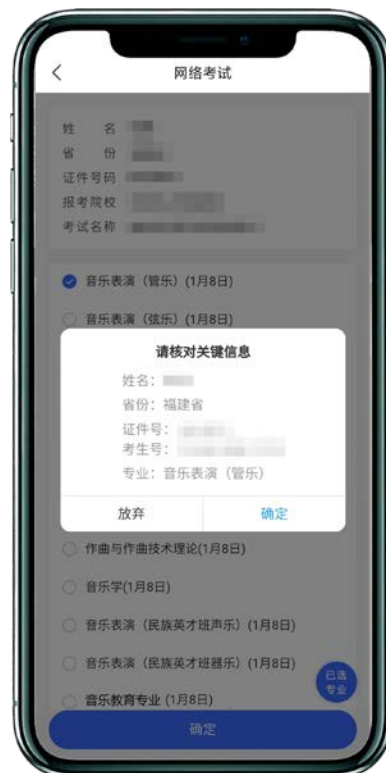 网络考试
姓 名
省 份
证件号码
报考院校
考试名称
音乐表演（管乐）(1月8日)
音乐表演（弦乐）(1月8日)
请核对关键信息
姓名：
省份：福建省
证件号：
考生号：
专业：音乐表演（管乐）
放弃 确定
作曲与作曲技术理论(1月8日)
音乐学(1月8日)
音乐表演（民族英才班声乐）(1月8日)
音乐表演（民族英才班器乐）(1月8日)
已选
专业
音乐教育专业 (1月8日)
确定